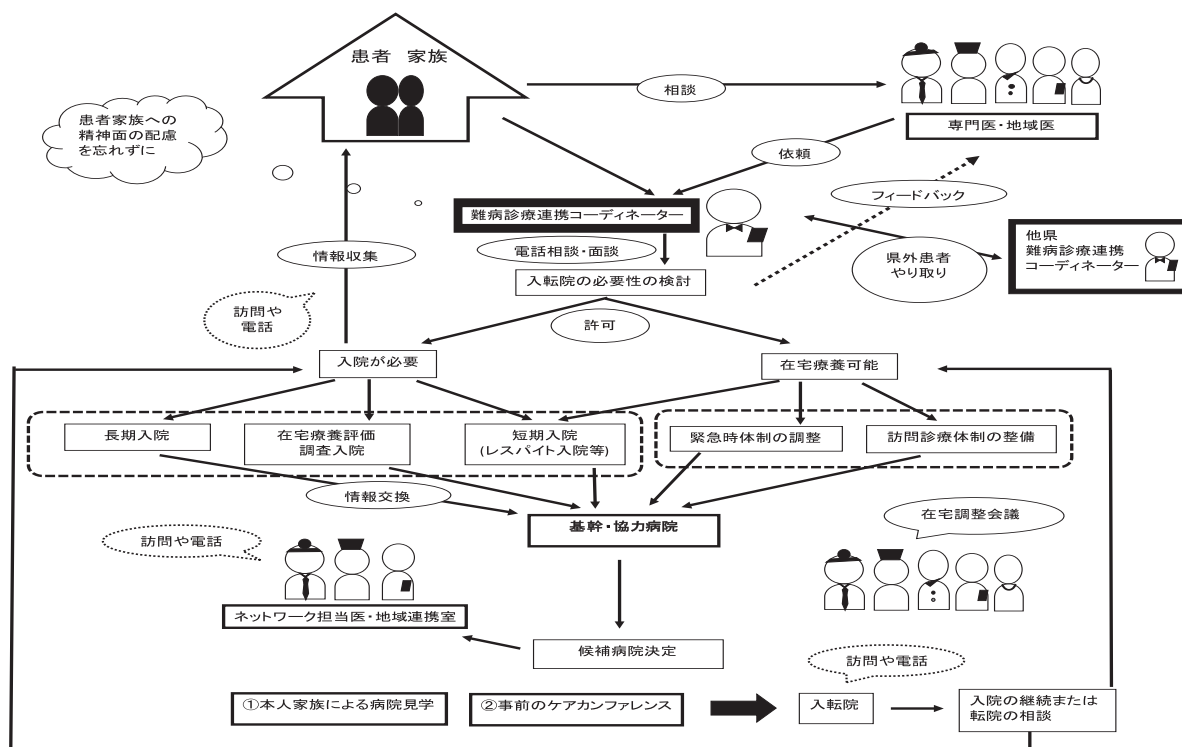 患者 家族
相談
専門医・地域医
患者家族への
精神面の配慮
を忘れずに
依頼
フィードバック
難病診療連携コーディネーター
電話相談・面談
情報収集
他県
難病診療連携
コーディネーター
県外患者
やり取り
入転院の必要性の検討
訪問や
電話
許可
入院が必要
在宅療養可能
長期入院
在宅療養評価
調査入院
短期入院
(レスパイト入院等)
緊急時体制の調整
訪問診療体制の整備
情報交換
基幹・協力病院
在宅調整会議
訪問や電話
ネットワーク担当医・地域連携室
候補病院決定
訪問や電話
①本人家族による病院見学
②事前のケアカンファレンス
入転院
入院の継続または
転院の相談